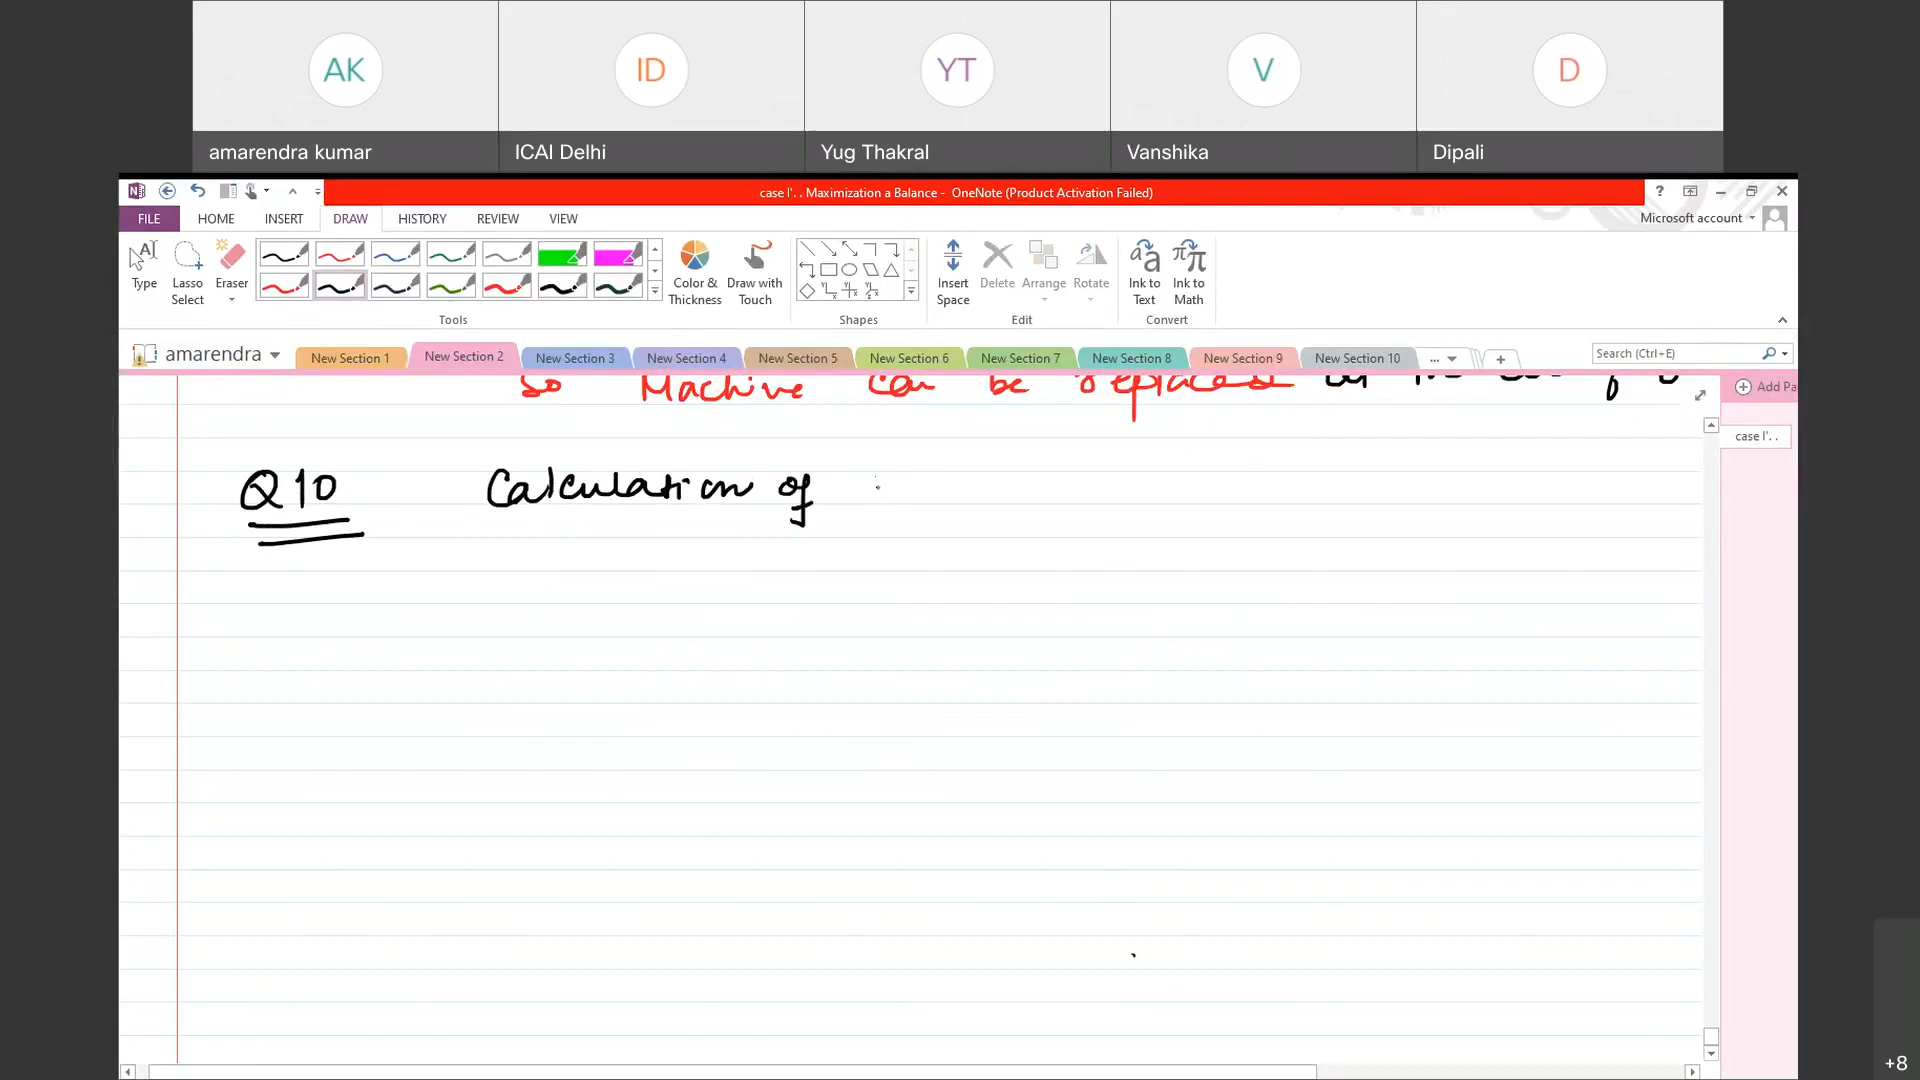 AK ID YT V D
amarendra kumar ICAI Delhi Yug Thakral Vanshika Dipali
case I'. . Maximization a Balance - OneNote (Product Activation Failed) ?
FILE HOME INSERT DRAW HISTORY REVIEW VIEW Microsoft account
Type Lasso Select Eraser Color & Thickness Draw with Touch Insert Space Delete Arrange Rotate Ink to Text Ink to Math
Tools Shapes Edit Convert
amarendra New Section 1 New Section 2 New Section 3 New Section 4 New Section 5 New Section 6 New Section 7 New Section 8 New Section 9 New Section 10 ... + Search (Ctrl+E)
so Machine can be replaced at the Add Pa
case I'. .
Q10 Calculation of
+8